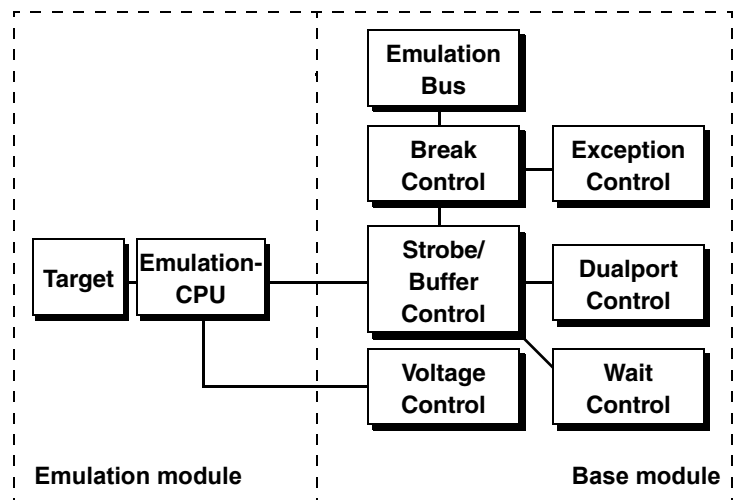 Emulation
Bus
Break
Control
Exception
Control
Target
Emulation-
CPU
Strobe/
Buffer
Control
Dualport
Control
Voltage
Control
Wait
Control
Emulation module
Base module